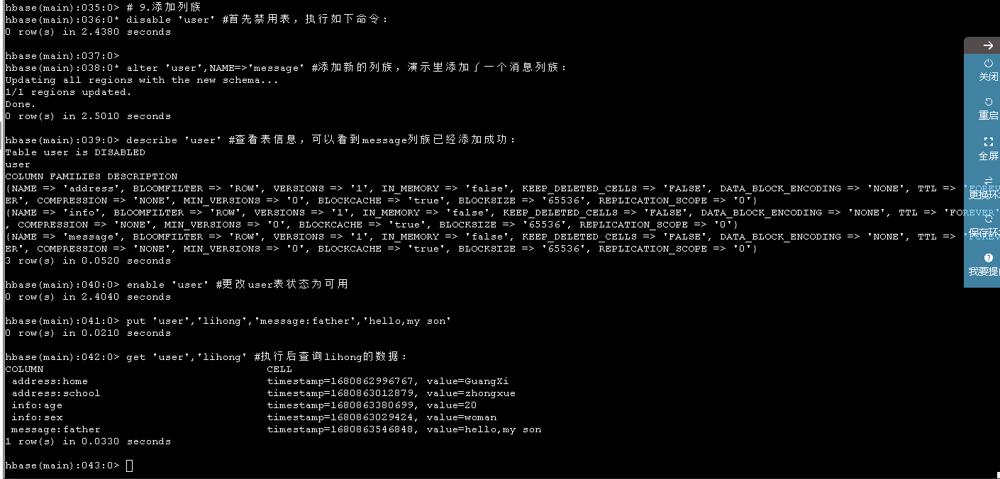 hbase(main):035:0> # 9.添加列族
hbase(main):036:0* disable 'user' #首先禁用表，执行如下命令：
0 row(s) in 2.4380 seconds
hbase(main):037:0>
hbase(main):038:0* alter 'user',NAME=>'message' #添加新的列族，演示里添加了一个消息列族：
Updating all regions with the new schema...
1/1 regions updated.
Done.
0 row(s) in 2.5010 seconds
hbase(main):039:0> describe 'user' #查看表信息，可以看到message列族已经添加成功：
Table user is DISABLED
user
COLUMN FAMILIES DESCRIPTION
{NAME => 'address', BLOOMFILTER => 'ROW', VERSIONS => '1', IN_MEMORY => 'false', KEEP_DELETED_CELLS => 'FALSE', DATA_BLOCK_ENCODING => 'NONE', TTL => 'FOREV
ER', COMPRESSION => 'NONE', MIN_VERSIONS => '0', BLOCKCACHE => 'true', BLOCKSIZE => '65536', REPLICATION_SCOPE => '0'}
{NAME => 'info', BLOOMFILTER => 'ROW', VERSIONS => '1', IN_MEMORY => 'false', KEEP_DELETED_CELLS => 'FALSE', DATA_BLOCK_ENCODING => 'NONE', TTL => 'FOREVER'
, COMPRESSION => 'NONE', MIN_VERSIONS => '0', BLOCKCACHE => 'true', BLOCKSIZE => '65536', REPLICATION_SCOPE => '0'}
{NAME => 'message', BLOOMFILTER => 'ROW', VERSIONS => '1', IN_MEMORY => 'false', KEEP_DELETED_CELLS => 'FALSE', DATA_BLOCK_ENCODING => 'NONE', TTL => 'FOREV
ER', COMPRESSION => 'NONE', MIN_VERSIONS => '0', BLOCKCACHE => 'true', BLOCKSIZE => '65536', REPLICATION_SCOPE => '0'}
3 row(s) in 0.0520 seconds
hbase(main):040:0> enable 'user' #更改user表状态为可用
0 row(s) in 2.4040 seconds
hbase(main):041:0> put 'user','lihong','message:father','hello,my son'
0 row(s) in 0.0210 seconds
hbase(main):042:0> get 'user','lihong' #执行后查询lihong的数据：
COLUMN CELL
address:home timestamp=1680862996767, value=GuangXi
address:school timestamp=1680863012879, value=zhongxue
info:age timestamp=1680863380699, value=20
info:sex timestamp=1680863029424, value=woman
message:father timestamp=1680863546848, value=hello,my son
1 row(s) in 0.0330 seconds
hbase(main):043:0>
关闭
重启
全屏
更换环
保存环
我要提